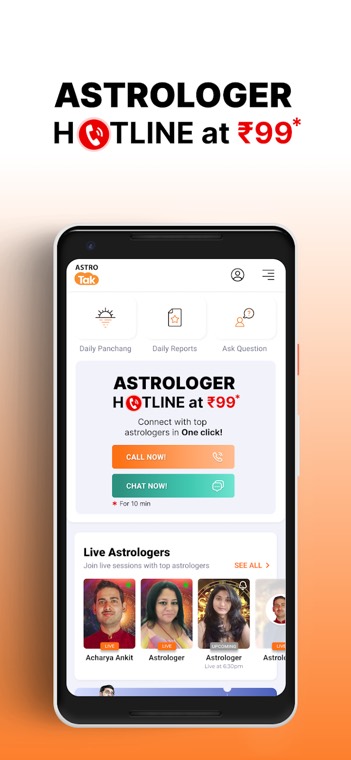 ASTROLOGER
HOTLINE at ₹99*
ASTRO
Tak
Daily Panchang
Daily Reports
Ask Question
ASTROLOGER
HOTLINE at ₹99*
Connect with top
astrologers in One click!
CALL NOW!
CHAT NOW!
* For 10 min
Live Astrologers
Join live sessions with top astrologers
SEE ALL >
LIVE
LIVE
UPCOMING
Acharya Ankit
Astrologer
Astrologer
Live at 6:30pm